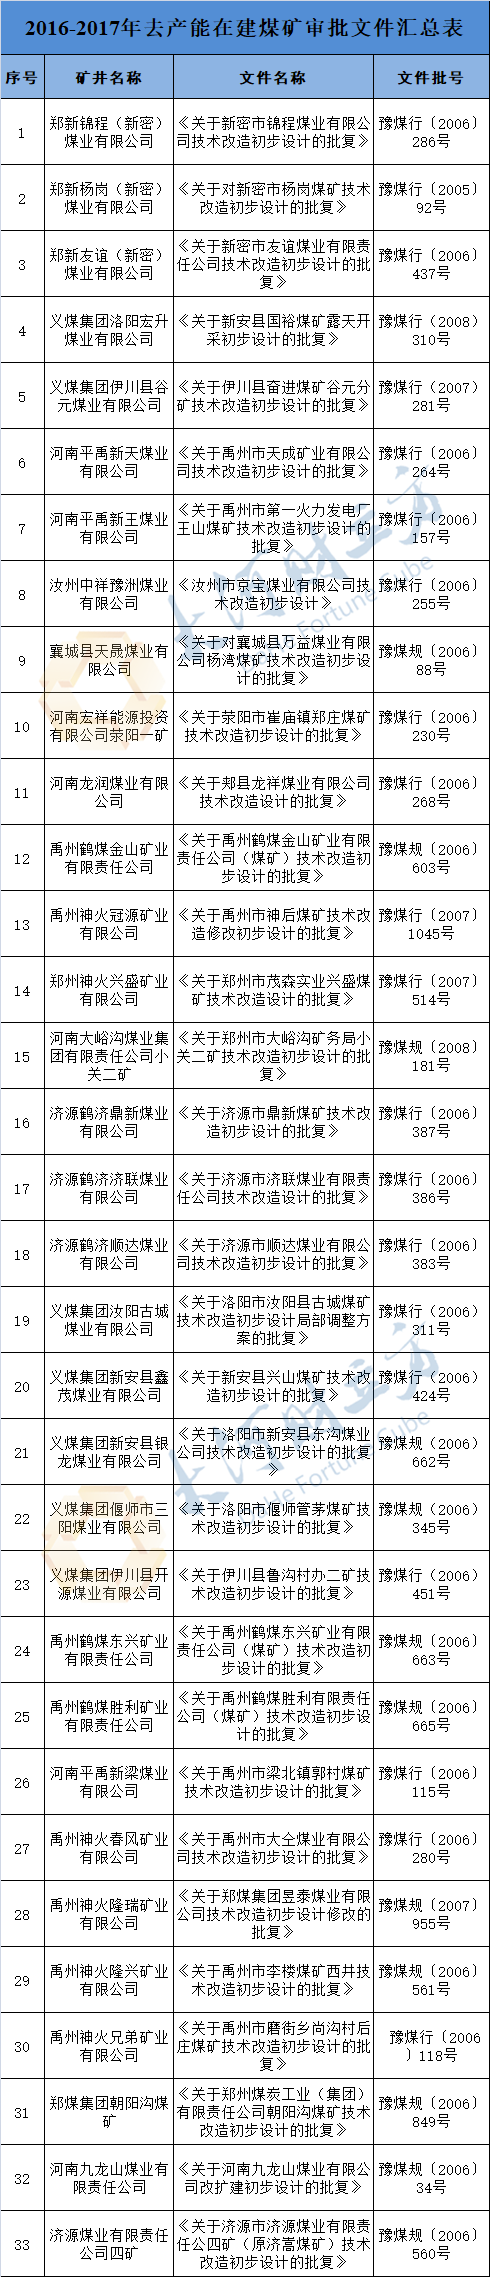 2016-2017年去产能在建煤矿审批文件汇总表
序号 矿井名称 文件名称 文件批号
1 郑新锦程（新密）煤业有限公司 《关于新密市锦程煤业有限公司技术改造初步设计的批复》 豫煤行〔2006〕286号
2 郑新杨岗（新密）煤业有限公司 《关于对新密市杨岗煤矿技术改造初步设计的批复》 豫煤行〔2005〕92号
3 郑新友谊（新密）煤业有限公司 《关于新密市友谊煤业有限责任公司技术改造初步设计的批复》 豫煤行〔2006〕437号
4 义煤集团洛阳宏升煤业有限公司 《关于新安县国裕煤矿露天开采初步设计的批复》 豫煤行（2008）310号
5 义煤集团伊川县谷元煤业有限公司 《关于伊川县奋进煤矿谷元分矿技术改造初步设计的批复》 豫煤行（2007）281号
6 河南平禹新天煤业有限公司 《关于禹州市天成矿业有限公司技术改造初步设计的批复》 豫煤行〔2006〕264号
7 河南平禹新王煤业有限公司 《关于禹州市第一火力发电厂王山煤矿技术改造初步设计的批复》 豫煤行〔2006〕157号
8 汝州中祥豫洲煤业有限公司 《汝州市京宝煤业有限公司技术改造初步设计》 豫煤行〔2006〕255号
9 襄城县天晟煤业有限公司 《关于对襄城县万益煤业有限公司杨湾煤矿技术改造初步设计的批复》 豫煤规〔2006〕88号
10 河南宏祥能源投资有限公司荥阳一矿 《关于荥阳市崔庙镇郑庄煤矿技术改造初步设计的批复》 豫煤行〔2006〕230号
11 河南龙润煤业有限公司 《关于郏县龙祥煤业有限公司技术改造设计的批复》 豫煤行〔2006〕268号
12 禹州鹤煤金山矿业有限责任公司 《关于禹州鹤煤金山矿业有限责任公司（煤矿）技术改造初步设计的批复》 豫煤规〔2006〕603号
13 禹州神火冠源矿业有限公司 《关于禹州市神后煤矿技术改造修改初步设计的批复》 豫煤行〔2007〕1045号
14 郑州神火兴盛矿业有限公司 《关于郑州市茂森实业兴盛煤矿技术改造设计的批复》 豫煤行〔2007〕514号
15 河南大峪沟煤业集团有限责任公司小关二矿 《关于郑州市大峪沟矿务局小关二矿技术改造初步设计的批复》 豫煤规〔2008〕181号
16 济源鹤济鼎新煤业有限公司 《关于济源市鼎新煤矿技术改造初步设计的批复》 豫煤行〔2006〕387号
17 济源鹤济济联煤业有限公司 《关于济源市济联煤业有限责任公司技术改造设计的批复》 豫煤行〔2006〕386号
18 济源鹤济顺达煤业有限公司 《关于济源市顺达煤业有限公司技术改造初步设计的批复》 豫煤行〔2006〕383号
19 义煤集团汝阳古城煤业有限公司 《关于洛阳市汝阳县古城煤矿技术改造初步设计局部调整方案的批复》 豫煤行（2006）311号
20 义煤集团新安县鑫茂煤业有限公司 《关于新安县兴山煤矿技术改造初步设计的批复》 豫煤行（2006）424号
21 义煤集团新安县银龙煤业有限公司 《关于洛阳市新安县东沟煤业公司技术改造初步设计的批复》 豫煤规（2006）662号
22 义煤集团偃师市三阳煤业有限公司 《关于洛阳市偃师管茅煤矿技术改造初步设计的批复》 豫煤规（2006）345号
23 义煤集团伊川县开源煤业有限公司 《关于伊川县鲁沟村办二矿技术改造初步设计的批复》 豫煤行（2006）451号
24 禹州鹤煤东兴矿业有限责任公司 《关于禹州鹤煤东兴矿业有限责任公司（煤矿）技术改造初步设计的批复》 豫煤规〔2006〕663号
25 禹州鹤煤胜利矿业有限责任公司 《关于禹州鹤煤胜利有限责任公司（煤矿）技术改造初步设计的批复》 豫煤规〔2006〕665号
26 河南平禹新梁煤业有限公司 《关于禹州市梁北镇郭村煤矿技术改造初步设计的批复》 豫煤行〔2006〕115号
27 禹州神火春风矿业有限公司 《关于禹州市大仝煤业有限公司技术改造初步设计的批复》 豫煤行〔2006〕280号
28 禹州神火隆瑞矿业有限公司 《关于郑煤集团昱泰煤业有限公司技术改造初步设计修改的批复》 豫煤规〔2007〕955号
29 禹州神火隆兴矿业有限公司 《关于禹州市李楼煤矿西井技术改造初步设计的批复》 豫煤规〔2006〕561号
30 禹州神火兄弟矿业有限公司 《关于禹州市磨街乡尚沟村后庄煤矿技术改造初步设计的批复》 豫煤行〔2006〕118号
31 郑煤集团朝阳沟煤矿 《关于郑州煤炭工业（集团）有限责任公司朝阳沟煤矿技术改造初步设计的批复》 豫煤规〔2006〕849号
32 河南九龙山煤业有限责任公司 《关于河南九龙山煤业有限公司改扩建初步设计的批复》 豫煤规〔2006〕34号
33 济源煤业有限责任公司四矿 《关于济源市济源煤业有限责任公四矿（原济嵩煤矿）技术改造初步设计的批复》 豫煤规〔2006〕560号
大河财立方
DaHe Fortune Cube
大河财立方
DaHe Fortune Cube